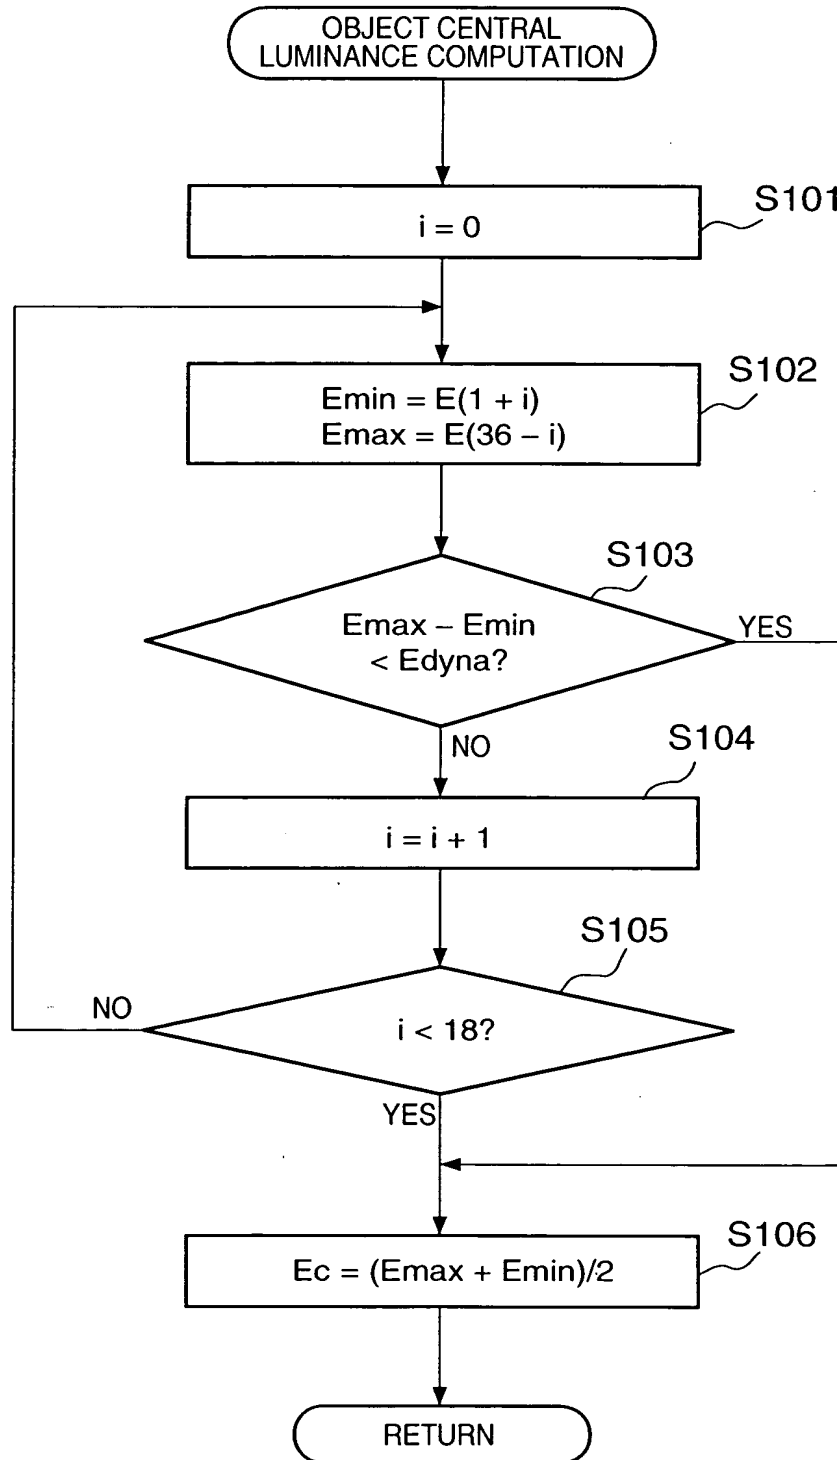 OBJECT CENTRAL
LUMINANCE COMPUTATION
S101
i = 0
S102
Emin = E(1 + i)
Emax = E(36 – i)
S103
Emax – Emin
< Edyna?
YES
NO
S104
i = i + 1
S105
NO
i < 18?
YES
S106
Ec = (Emax + Emin)/2
RETURN